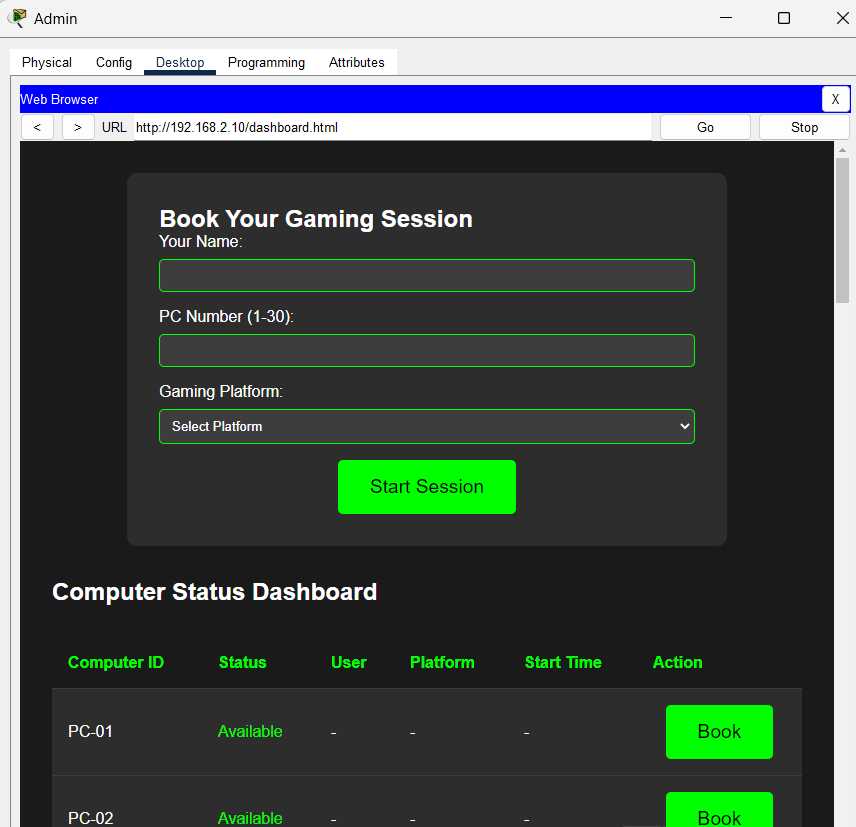 Admin
Physical Config Desktop Programming Attributes
Web Browser X
< > URL http://192.168.2.10/dashboard.html Go Stop
Book Your Gaming Session
Your Name:
PC Number (1-30):
Gaming Platform:
Select Platform
Start Session
Computer Status Dashboard
Computer ID Status User Platform Start Time Action
PC-01 Available - - - Book
PC-02 Available - - - Book